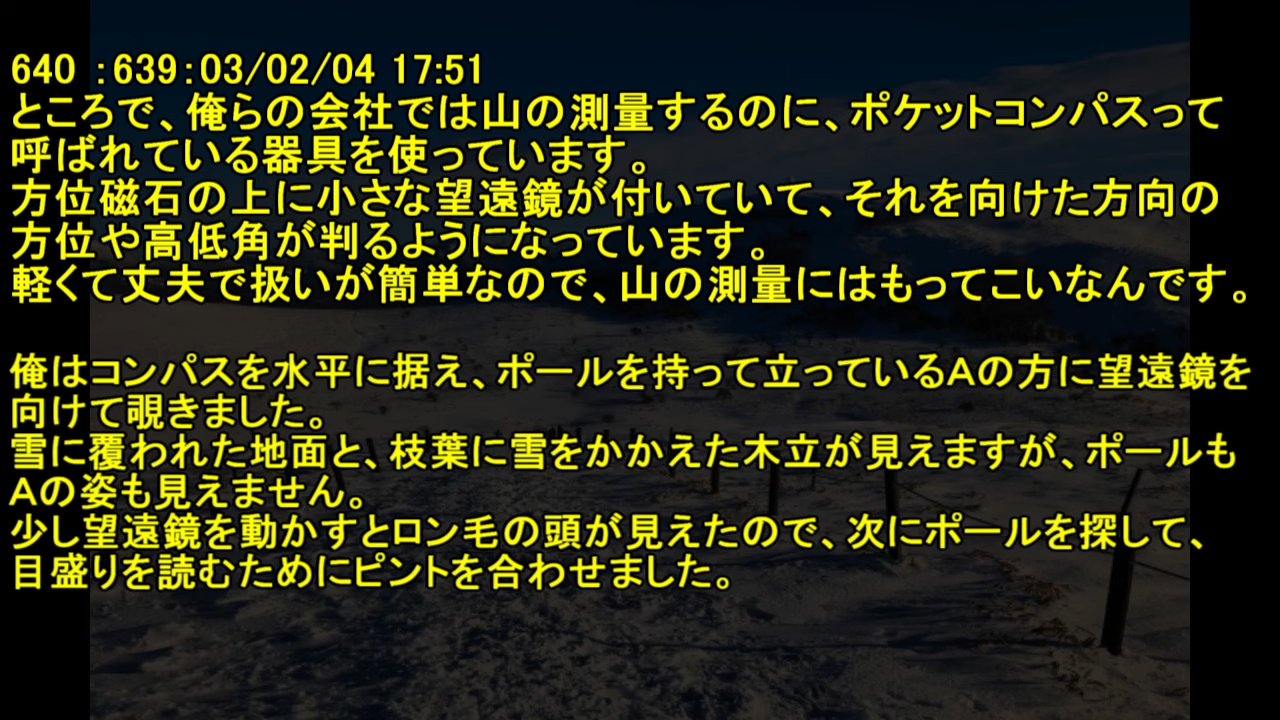 640 ：639：03/02/04 17:51
ところで、俺らの会社では山の測量するのに、ポケットコンパスって
呼ばれている器具を使っています。
方位磁石の上に小さな望遠鏡が付いていて、それを向けた方向の
方位や高低角が判るようになっています。
軽くて丈夫で扱いが簡単なので、山の測量にはもってこいなんです。
俺はコンパスを水平に据え、ポールを持って立っているＡの方に望遠鏡を
向けて覗きました。
雪に覆われた地面と、枝葉に雪をかかえた木立が見えますが、ポールも
Ａの姿も見えません。
少し望遠鏡を動かすとロン毛の頭が見えたので、次にポールを探して、
目盛りを読むためにピントを合わせました。